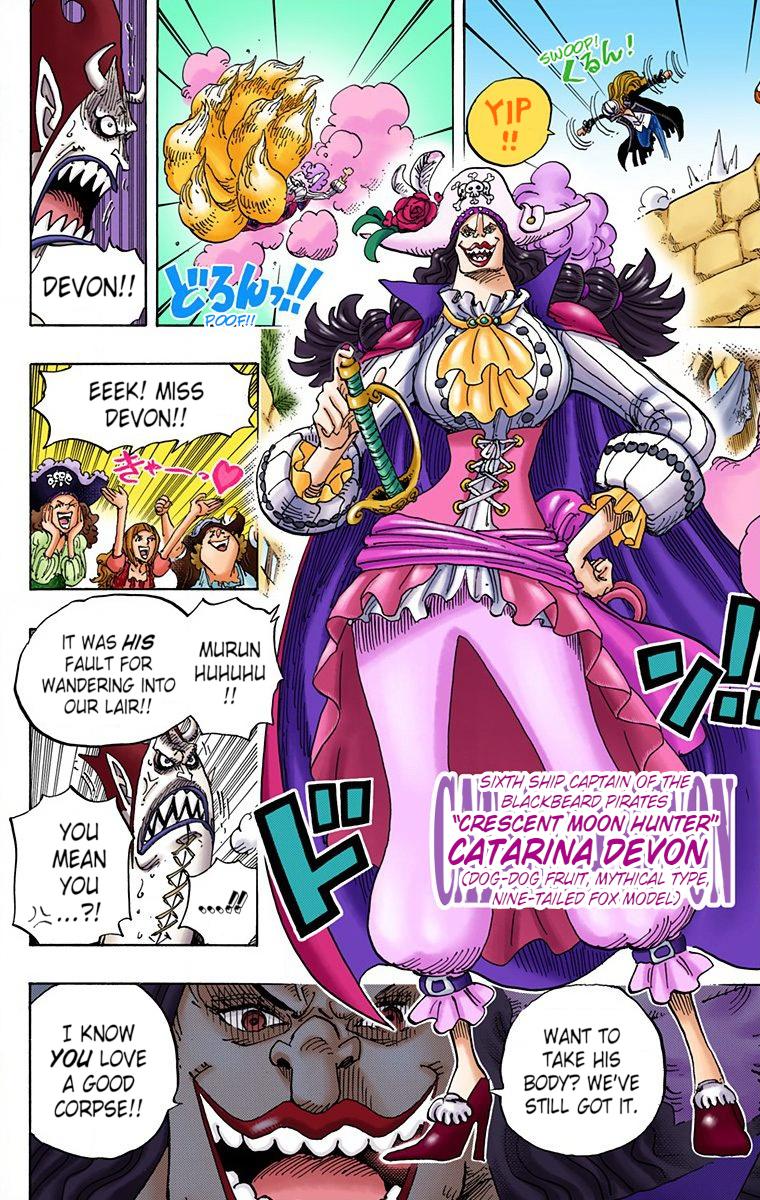 SWOOP!
くるん!
YIP
!!
どろんっ!!
POOF!!
DEVON!!
ドン!!
SIXTH SHIP CAPTAIN OF THE
BLACKBEARD PIRATES
"CRESCENT MOON HUNTER"
CATARINA DEVON
(DOG-DOG FRUIT, MYTHICAL TYPE,
NINE-TAILED FOX MODEL)
EEEK! MISS
DEVON!!
きゃーっ♥
MURUN
HUHUHU
!!
IT WAS HIS
FAULT FOR
WANDERING INTO
OUR LAIR!!
YOU
MEAN
YOU
...?!
....!!
WANT TO
TAKE HIS
BODY? WE'VE
STILL GOT IT.
I KNOW
YOU LOVE
A GOOD
CORPSE!!